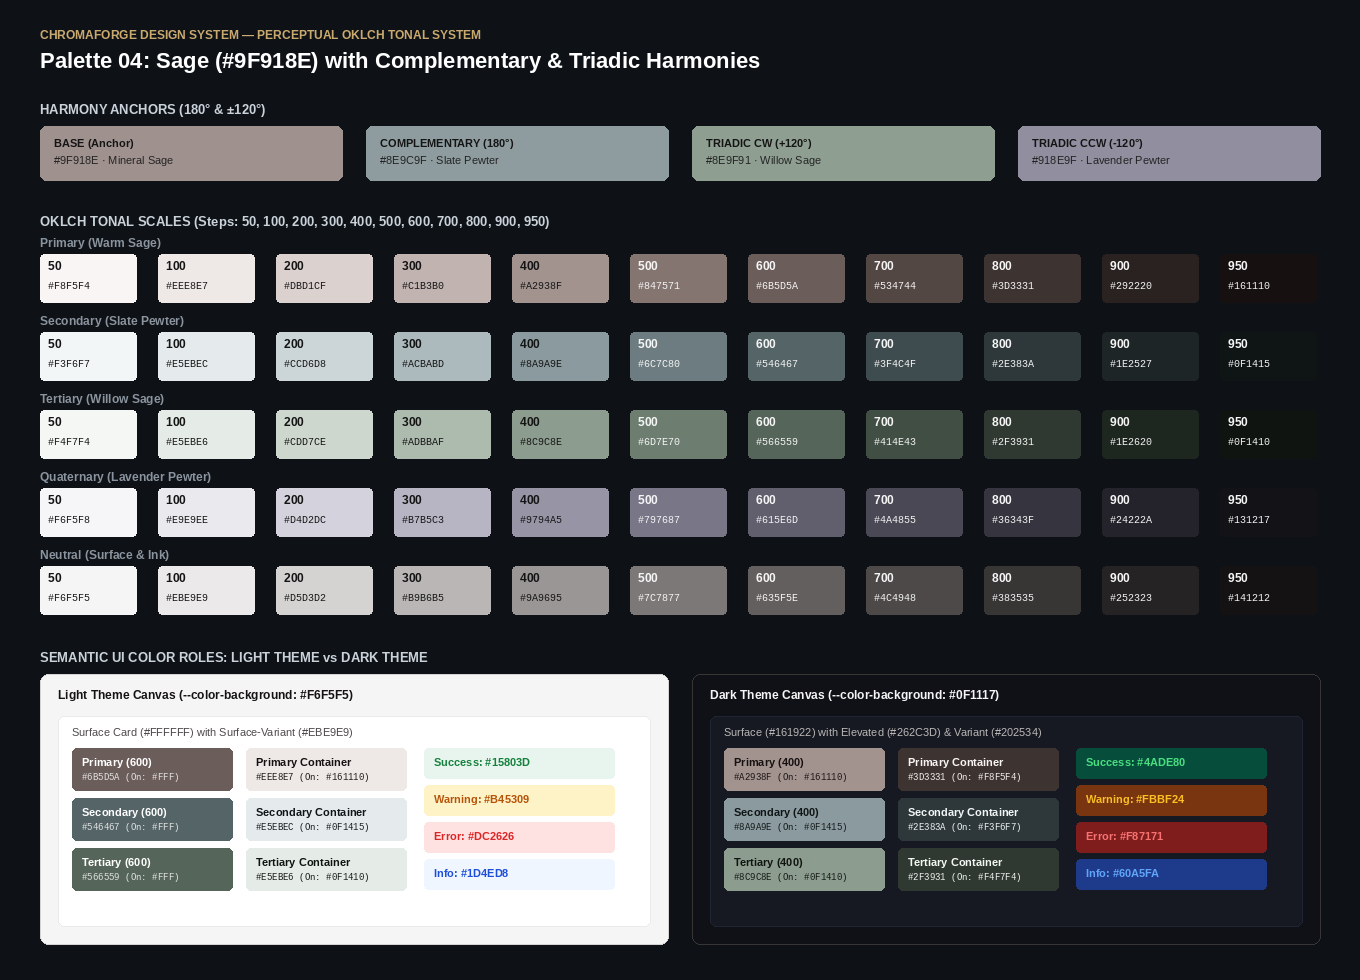 CHROMAFORGE DESIGN SYSTEM — PERCEPTUAL OKLCH TONAL SYSTEM
Palette 04: Sage (#9F918E) with Complementary & Triadic Harmonies
HARMONY ANCHORS (180° & ±120°)
BASE (Anchor)
#9F918E · Mineral Sage
COMPLEMENTARY (180°)
#8E9C9F · Slate Pewter
TRIADIC CW (+120°)
#8E9F91 · Willow Sage
TRIADIC CCW (-120°)
#918E9F · Lavender Pewter
OKLCH TONAL SCALES (Steps: 50, 100, 200, 300, 400, 500, 600, 700, 800, 900, 950)
Primary (Warm Sage)
50 100 200 300 400 500 600 700 800 900 950
#F8F5F4 #EEE8E7 #DBD1CF #C1B3B0 #A2938F #847571 #6B5D5A #534744 #3D3331 #292220 #161110
Secondary (Slate Pewter)
50 100 200 300 400 500 600 700 800 900 950
#F3F6F7 #E5EBEC #CCD6D8 #ACBABD #8A9A9E #6C7C80 #546467 #3F4C4F #2E383A #1E2527 #0F1415
Tertiary (Willow Sage)
50 100 200 300 400 500 600 700 800 900 950
#F4F7F4 #E5EBE6 #CDD7CE #ADBBAF #8C9C8E #6D7E70 #566559 #414E43 #2F3931 #1E2620 #0F1410
Quaternary (Lavender Pewter)
50 100 200 300 400 500 600 700 800 900 950
#F6F5F8 #E9E9EE #D4D2DC #B7B5C3 #9794A5 #797687 #615E6D #4A4855 #36343F #24222A #131217
Neutral (Surface & Ink)
50 100 200 300 400 500 600 700 800 900 950
#F6F5F5 #EBE9E9 #D5D3D2 #B9B6B5 #9A9695 #7C7877 #635F5E #4C4948 #383535 #252323 #141212
SEMANTIC UI COLOR ROLES: LIGHT THEME vs DARK THEME
Light Theme Canvas (--color-background: #F6F5F5)
Surface Card (#FFFFFF) with Surface-Variant (#EBE9E9)
Primary (600)
#6B5D5A (On: #FFF)
Primary Container
#EEE8E7 (On: #161110)
Success: #15803D
Secondary (600)
#546467 (On: #FFF)
Secondary Container
#E5EBEC (On: #0F1415)
Warning: #B45309
Error: #DC2626
Tertiary (600)
#566559 (On: #FFF)
Tertiary Container
#E5EBE6 (On: #0F1410)
Info: #1D4ED8
Dark Theme Canvas (--color-background: #0F1117)
Surface (#161922) with Elevated (#262C3D) & Variant (#202534)
Primary (400)
#A2938F (On: #161110)
Primary Container
#3D3331 (On: #F8F5F4)
Success: #4ADE80
Secondary (400)
#8A9A9E (On: #0F1415)
Secondary Container
#2E383A (On: #F3F6F7)
Warning: #FBBF24
Error: #F87171
Tertiary (400)
#8C9C8E (On: #0F1410)
Tertiary Container
#2F3931 (On: #F4F7F4)
Info: #60A5FA